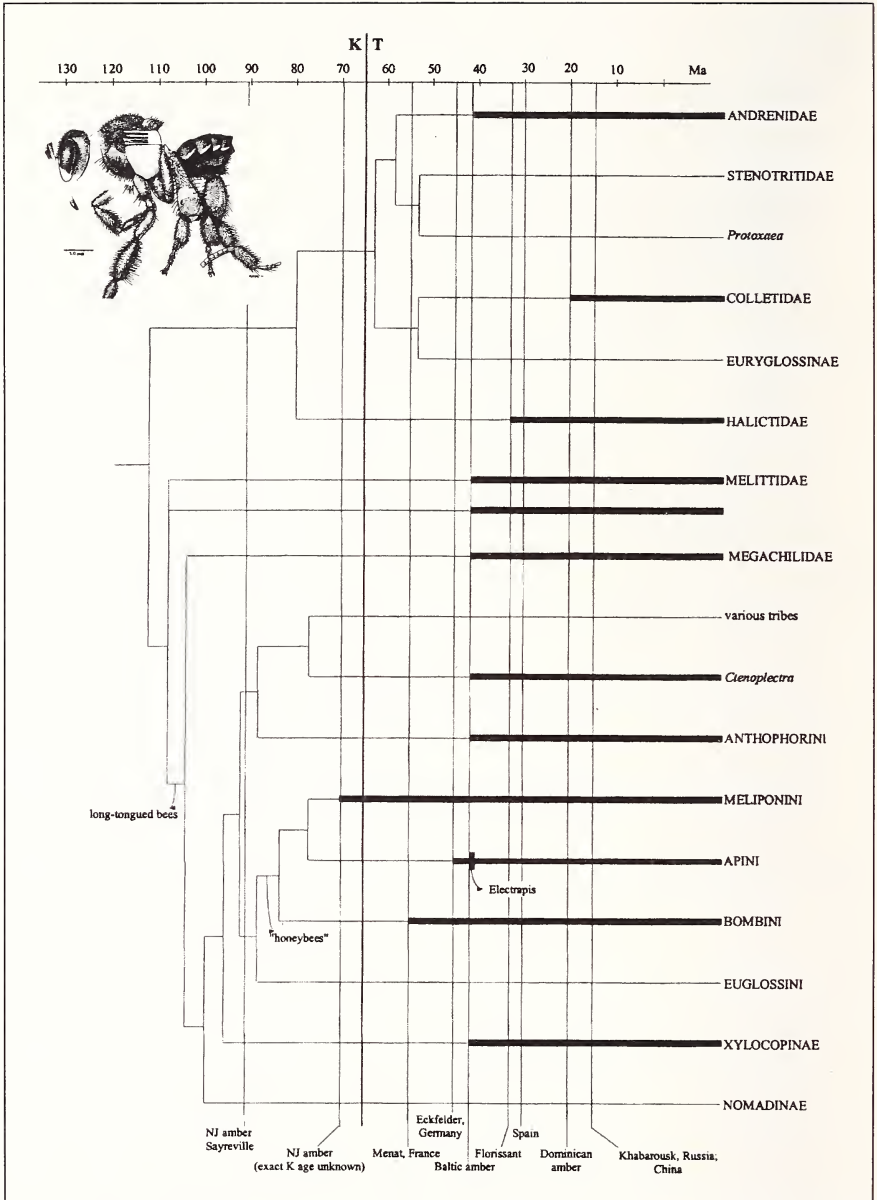 K T
130 120 110 100 90 80 70 60 50 40 30 20 10 Ma
ANDRENIDAE
STENOTRITIDAE
Protoxaea
COLLETIDAE
EURYGLOSSINAE
HALICTIDAE
MELITTIDAE
MEGACHILIDAE
various tribes
Ctenoplectra
ANTHOPHORINI
MELIPONINI
long-tongued bees
APINI
Electrapis
BOMBINI
"honeybees"
EUGLOSSINI
XYLOCOPINAE
NOMADINAE
NJ amber
Sayreville
NJ amber
(exact K age unknown)
Menat, France
Eckfelder,
Germany
Baltic amber
Florissant
Spain
Dominican
amber
Khabarousk, Russia;
China